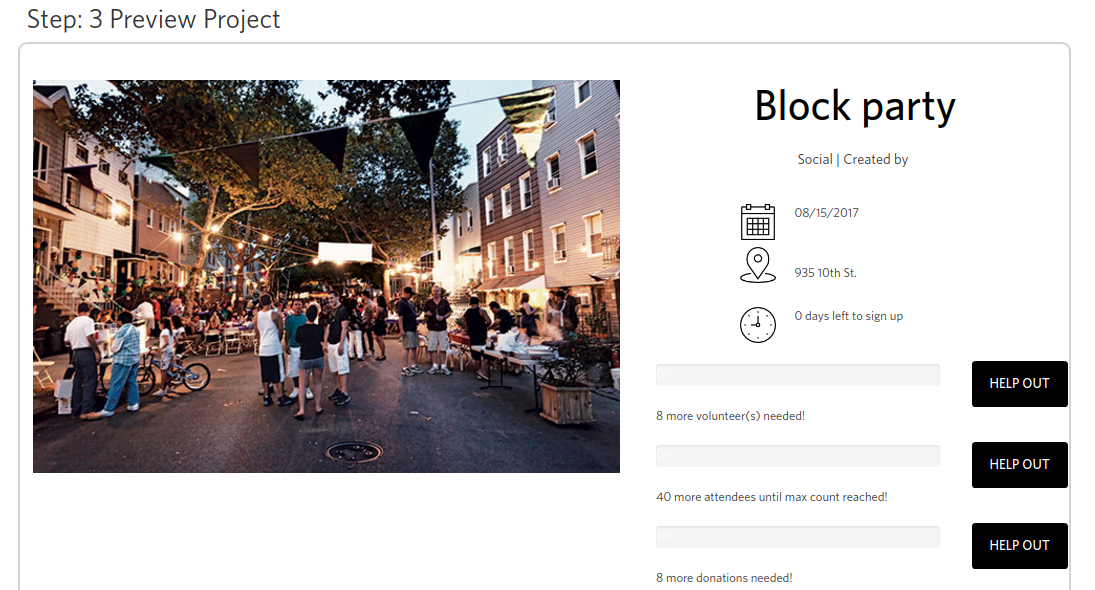 Step: 3 Preview Project
Block party
Social | Created by
08/15/2017
935 10th St.
0 days left to sign up
HELP OUT
8 more volunteer(s) needed!
0%
HELP OUT
40 more attendees until max count reached!
0%
HELP OUT
8 more donations needed!